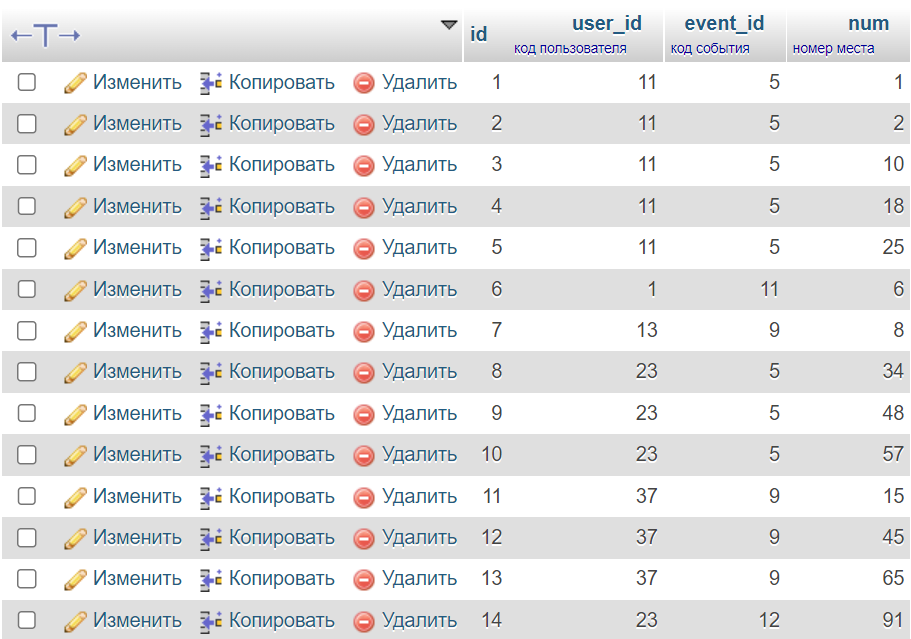 id user_id event_id num
код пользователя код события номер места
Изменить Копировать Удалить 1 11 5 1
Изменить Копировать Удалить 2 11 5 2
Изменить Копировать Удалить 3 11 5 10
Изменить Копировать Удалить 4 11 5 18
Изменить Копировать Удалить 5 11 5 25
Изменить Копировать Удалить 6 1 11 6
Изменить Копировать Удалить 7 13 9 8
Изменить Копировать Удалить 8 23 5 34
Изменить Копировать Удалить 9 23 5 48
Изменить Копировать Удалить 10 23 5 57
Изменить Копировать Удалить 11 37 9 15
Изменить Копировать Удалить 12 37 9 45
Изменить Копировать Удалить 13 37 9 65
Изменить Копировать Удалить 14 23 12 91